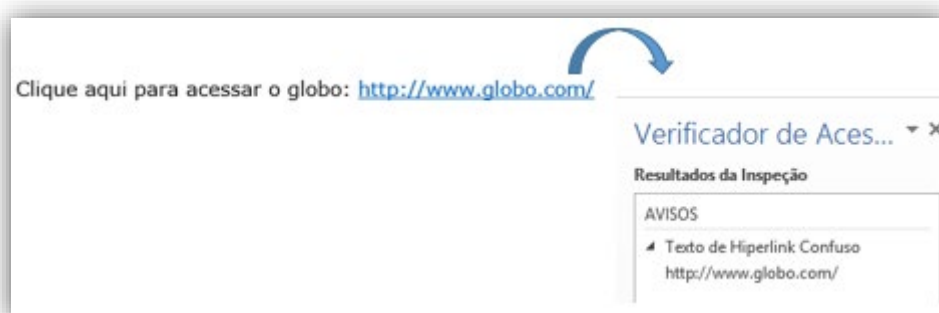 Clique aqui para acessar o globo: http://www.globo.com/
Verificador de Aces...
Resultados da Inspeção
AVISOS
Texto de Hiperlink Confuso
http://www.globo.com/